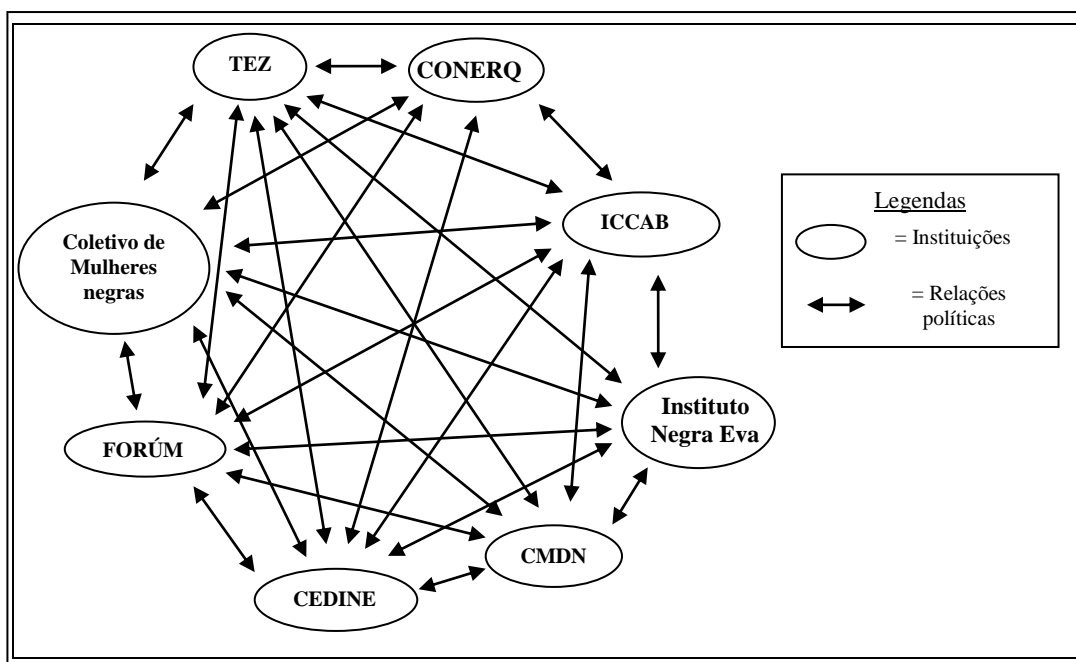 TEZ
CONERQ
ICCAB
Coletivo de
Mulheres
negras
Instituto
Negra Eva
FORÚM
CMDN
CEDINE
Legendas
= Instituições
= Relações
políticas